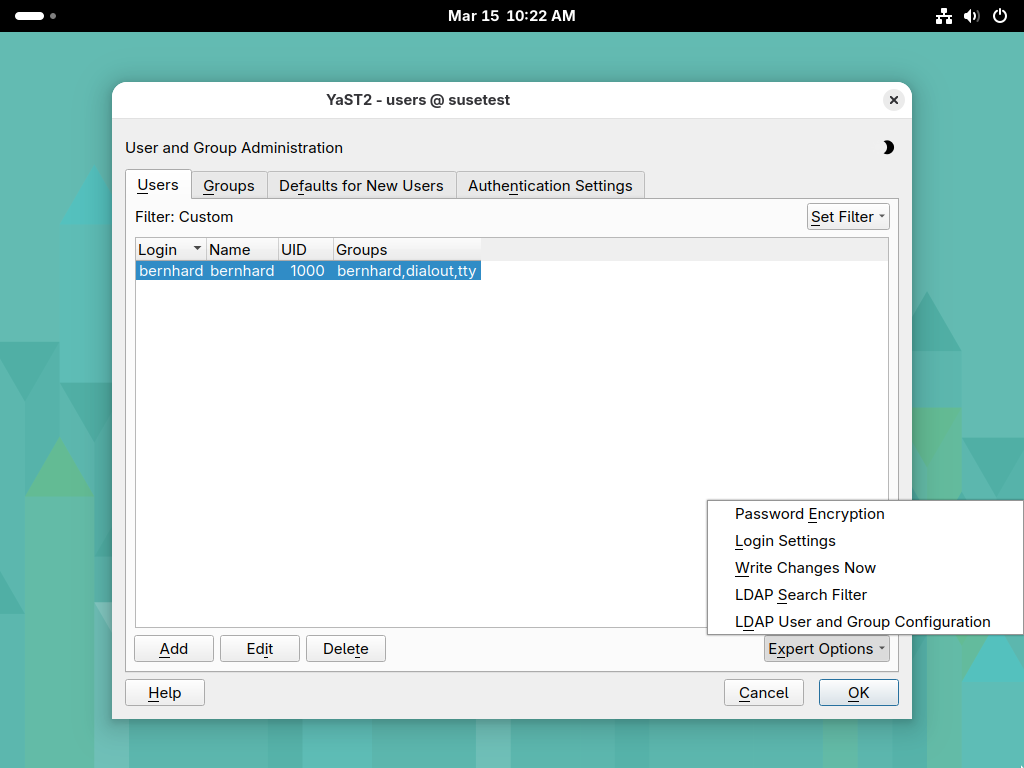 Mar 15 10:22 AM
YaST2 - users @ susetest
User and Group Administration
Users Groups Defaults for New Users Authentication Settings
Filter: Custom Set Filter
Login Name UID Groups
bernhard bernhard 1000 bernhard,dialout,tty
Password Encryption
Login Settings
Write Changes Now
LDAP Search Filter
LDAP User and Group Configuration
Add Edit Delete Expert Options
Help Cancel OK